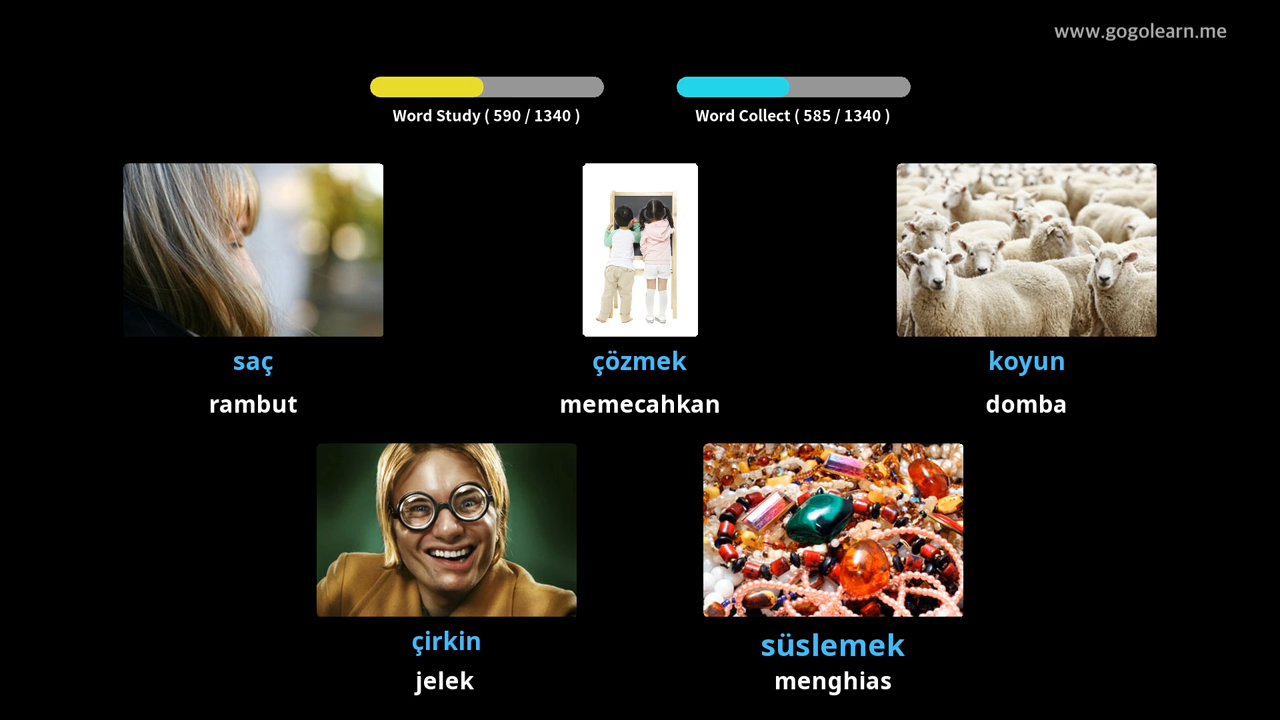 www.gogolearn.me
Word Study ( 590 / 1340 )
Word Collect ( 585 / 1340 )
saç
çözmek
koyun
rambut
memecahkan
domba
çirkin
süslemek
jelek
menghias